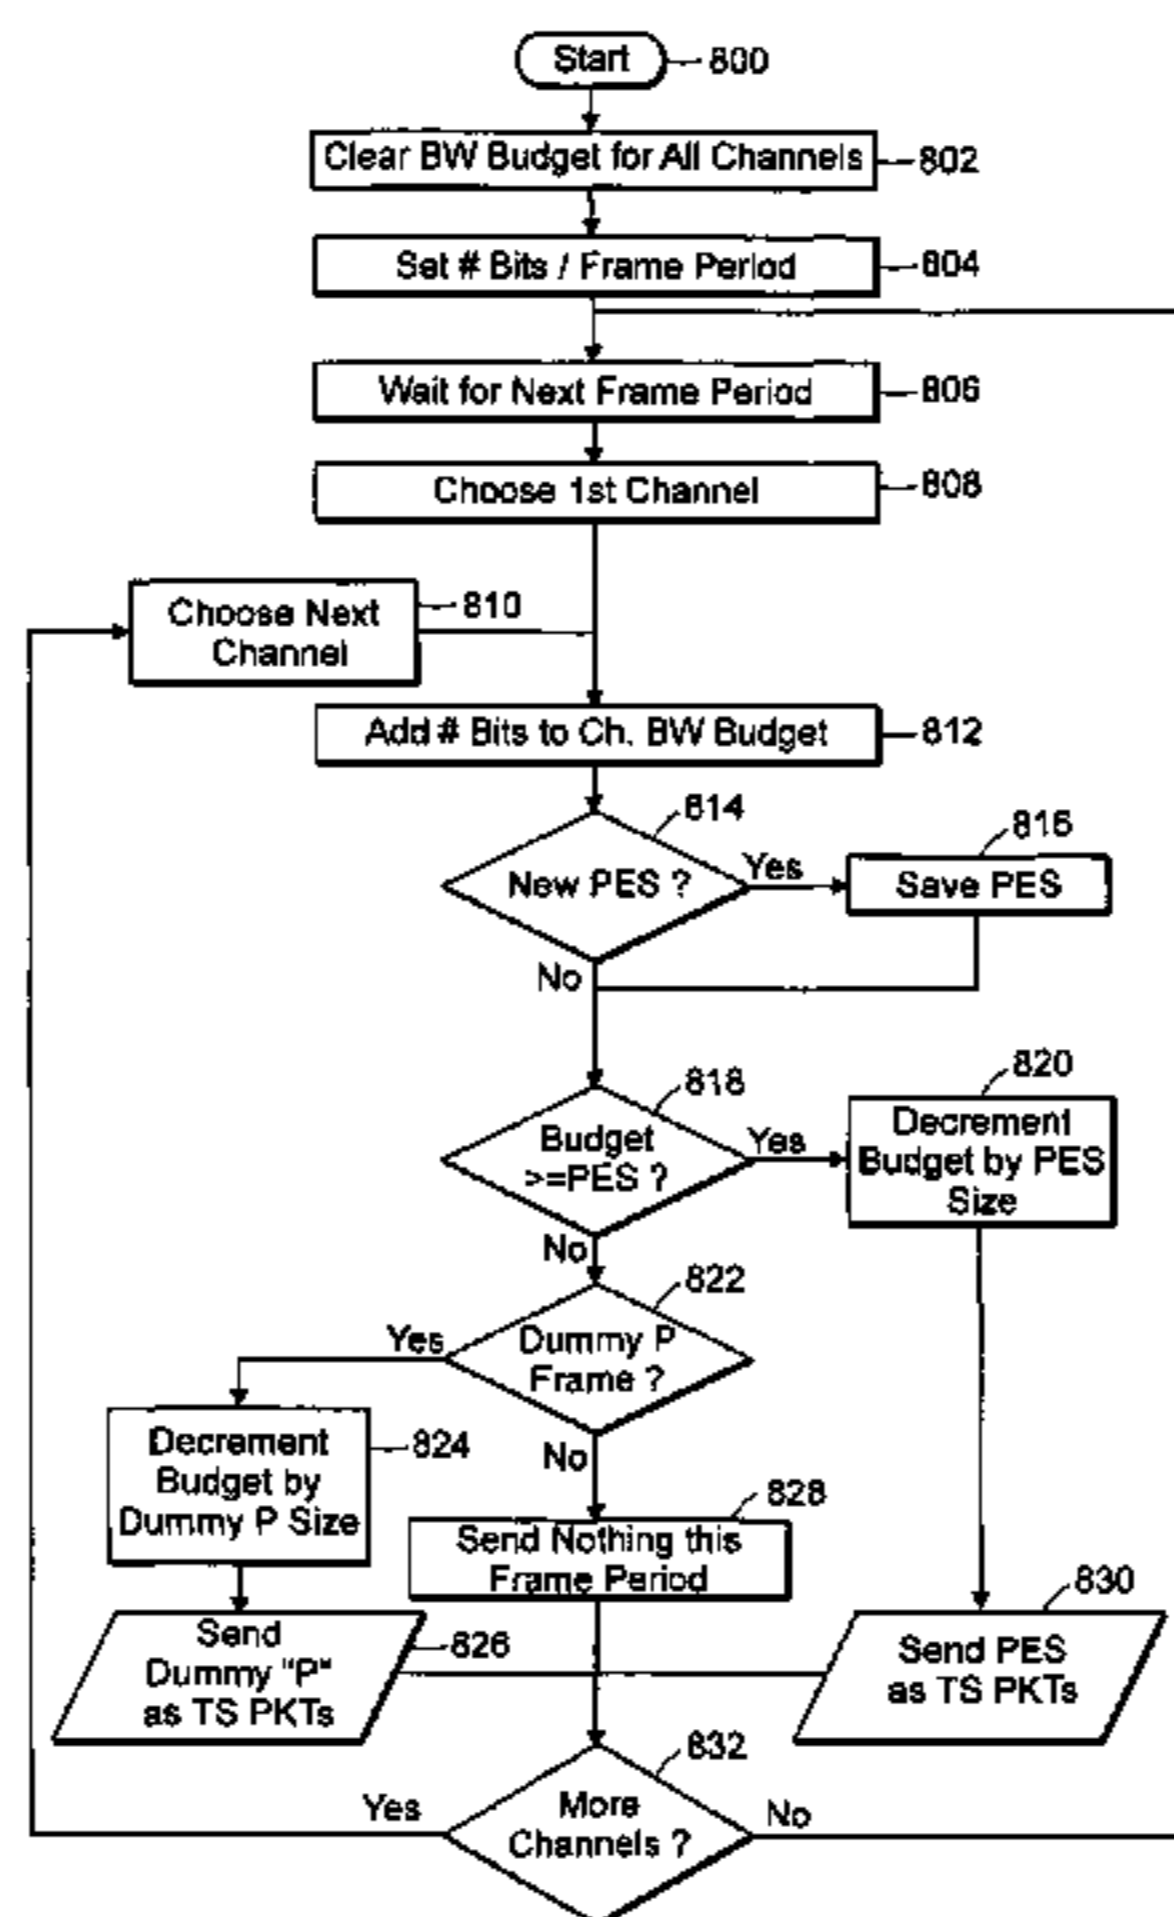 Start
800
Clear BW Budget for All Channels
802
Set # Bits / Frame Period
804
Wait for Next Frame Period
806
Choose 1st Channel
808
Choose Next
Channel
810
Add # Bits to Ch. BW Budget
812
814
New PES ?
Yes
816
Save PES
No
818
Budget
>=PES ?
Yes
820
Decrement
Budget by PES
Size
No
822
Dummy P
Frame ?
Yes
Decrement
Budget by
Dummy P Size
824
No
828
Send Nothing this
Frame Period
Send
Dummy "P"
as TS PKTs
826
830
Send PES
as TS PKTs
832
More
Channels ?
Yes
No